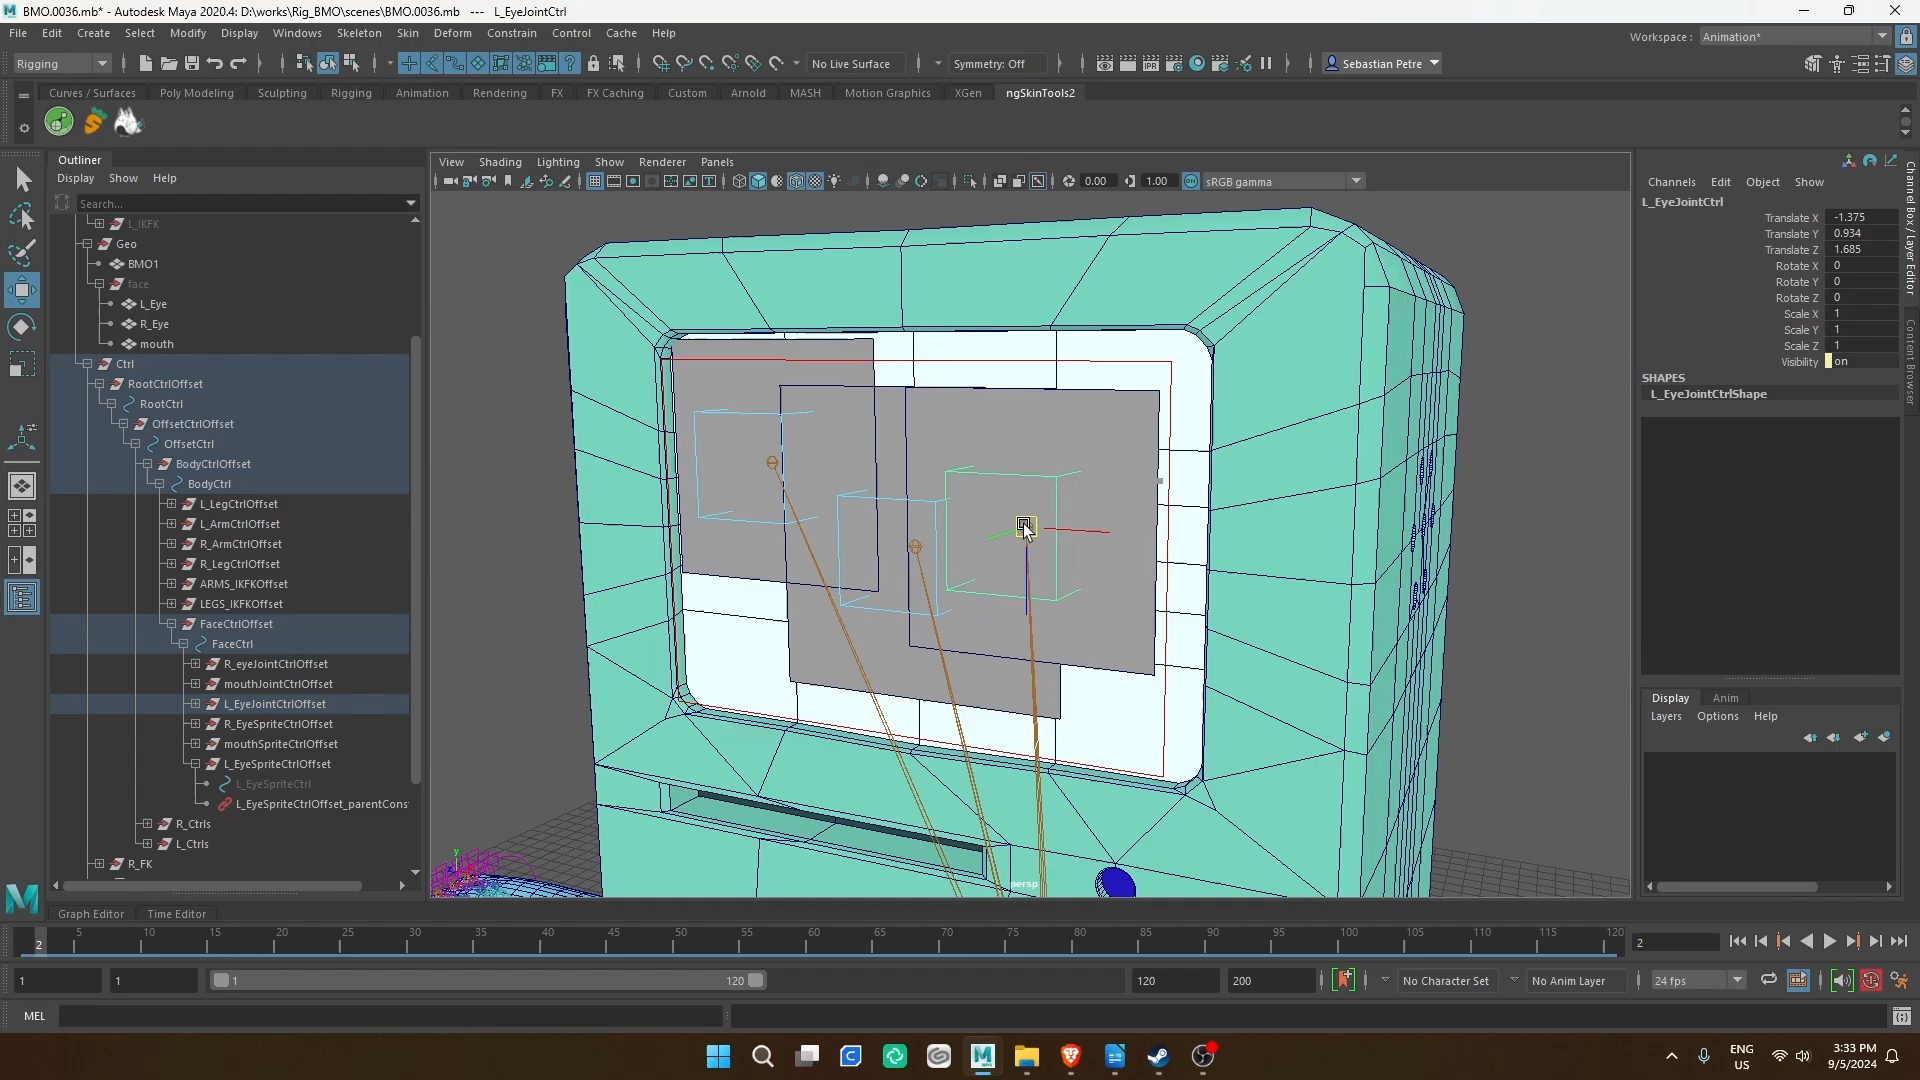 BMO.0036.mb* - Autodesk Maya 2020.4: D:\works\Rig_BMO\scenes\BMO.0036.mb --- L_EyeJointCtrl
File Edit Create Select Modify Display Windows Skeleton Skin Deform Constrain Control Cache Help
Workspace : Animation*
Rigging
No Live Surface
Symmetry: Off
Sebastian Petre
Curves / Surfaces Poly Modeling Sculpting Rigging Animation Rendering FX FX Caching Custom Arnold MASH Motion Graphics XGen ngSkinTools2
Outliner
Display Show Help
Search...
L_IKFK
Geo
BMO1
face
L_Eye
R_Eye
mouth
Ctrl
RootCtrlOffset
RootCtrl
OffsetCtrlOffset
OffsetCtrl
BodyCtrlOffset
BodyCtrl
L_LegCtrlOffset
L_ArmCtrlOffset
R_ArmCtrlOffset
R_LegCtrlOffset
ARMS_IKFKOffset
LEGS_IKFKOffset
FaceCtrlOffset
FaceCtrl
R_eyeJointCtrlOffset
mouthJointCtrlOffset
L_EyeJointCtrlOffset
R_EyeSpriteCtrlOffset
mouthSpriteCtrlOffset
L_EyeSpriteCtrlOffset
L_EyeSpriteCtrl
L_EyeSpriteCtrlOffset_parentCons
R_Ctrls
L_Ctrls
R_FK
View Shading Lighting Show Renderer Panels
0.00 1.00 sRGB gamma
y
persp
Channels Edit Object Show
L_EyeJointCtrl
Translate X -1.375
Translate Y 0.934
Translate Z 1.685
Rotate X 0
Rotate Y 0
Rotate Z 0
Scale X 1
Scale Y 1
Scale Z 1
Visibility on
SHAPES
L_EyeJointCtrlShape
Channel Box / Layer Editor
Content Browser
Display Anim
Layers Options Help
Graph Editor Time Editor
2 5 10 15 20 25 30 35 40 45 50 55 60 65 70 75 80 85 90 95 100 105 110 115 120
2
1 1 1 120 120 200
No Character Set
No Anim Layer
24 fps
MEL
ENG
US
3:33 PM
9/5/2024